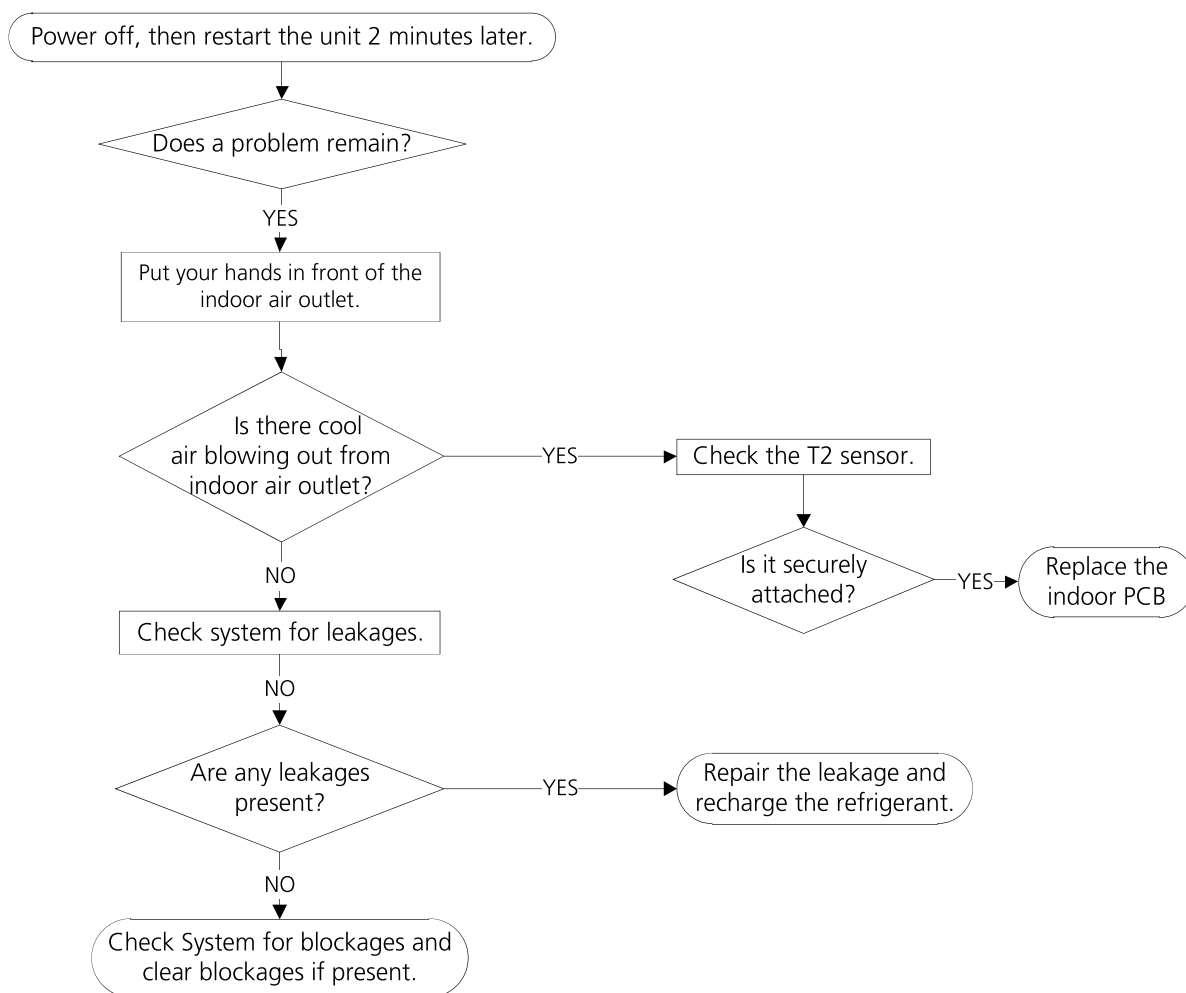 Power off, then restart the unit 2 minutes later.
Does a problem remain?
YES
Put your hands in front of the
indoor air outlet.
Is there cool
air blowing out from
indoor air outlet?
YES
Check the T2 sensor.
Is it securely
attached?
YES
Replace the
indoor PCB
NO
Check system for leakages.
NO
Are any leakages
present?
YES
Repair the leakage and
recharge the refrigerant.
NO
Check System for blockages and
clear blockages if present.